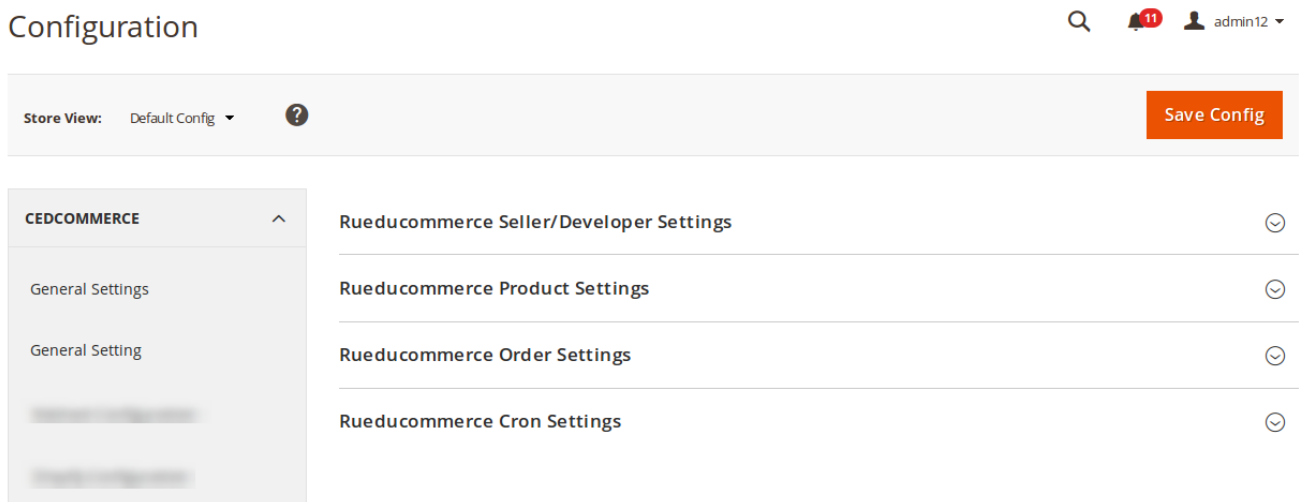 Configuration
11
admin12
Store View: Default Config ?
Save Config
CEDCOMMERCE
General Settings
General Setting
Rueducommerce Seller/Developer Settings
Rueducommerce Product Settings
Rueducommerce Order Settings
Rueducommerce Cron Settings